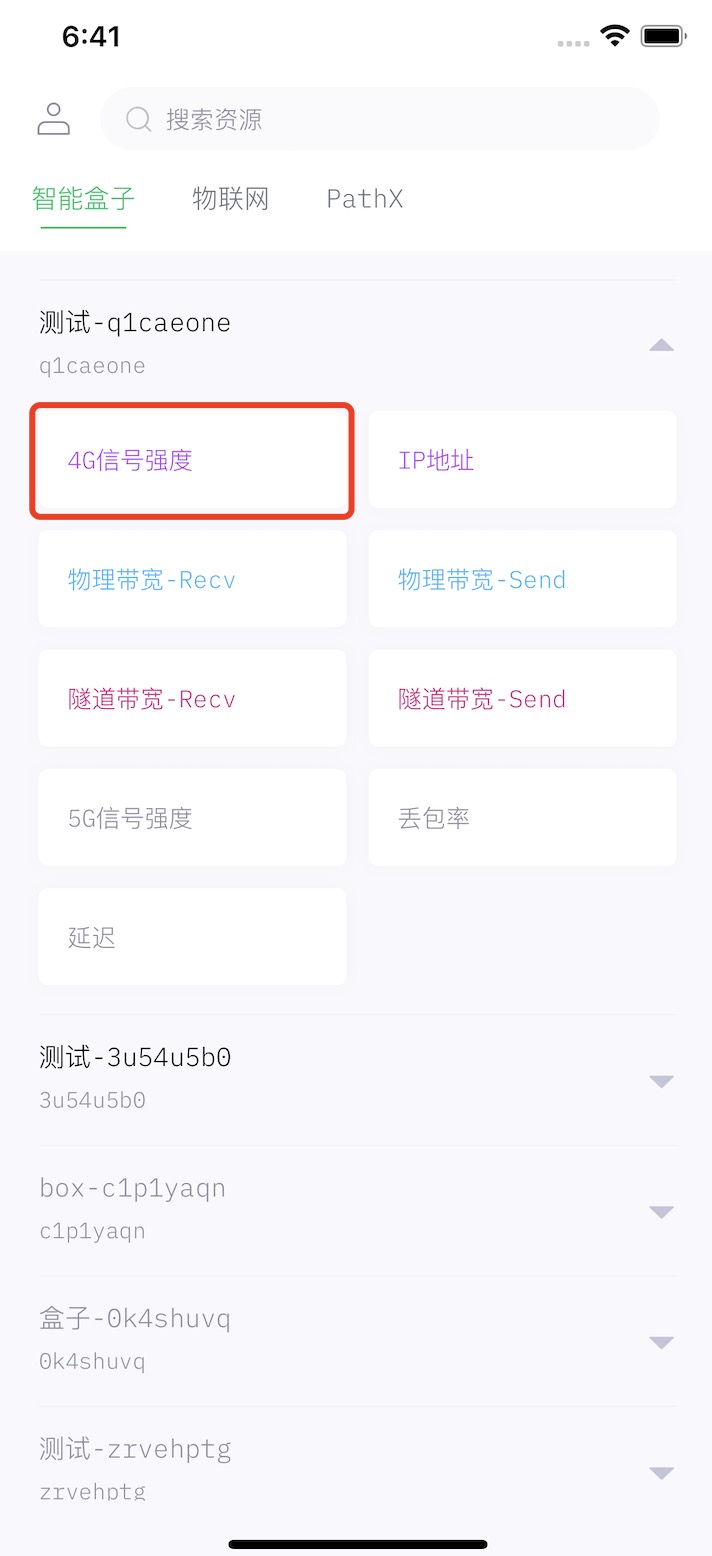 6:41
搜索资源
智能盒子 物联网 PathX
测试-q1caeone
q1caeone
4G信号强度 IP地址
物理带宽-Recv 物理带宽-Send
隧道带宽-Recv 隧道带宽-Send
5G信号强度 丢包率
延迟
测试-3u54u5b0
3u54u5b0
box-c1p1yaqn
c1p1yaqn
盒子-0k4shuvq
0k4shuvq
测试-zrvehptg
zrvehptg